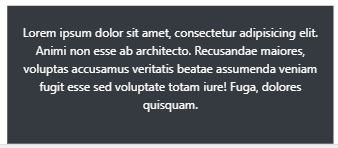 Lorem ipsum dolor sit amet, consectetur adipisicing elit.
Animi non esse ab architecto. Recusandae maiores,
voluptas accusamus veritatis beatae assumenda veniam
fugit esse sed voluptate totam iure! Fuga, dolores
quisquam.